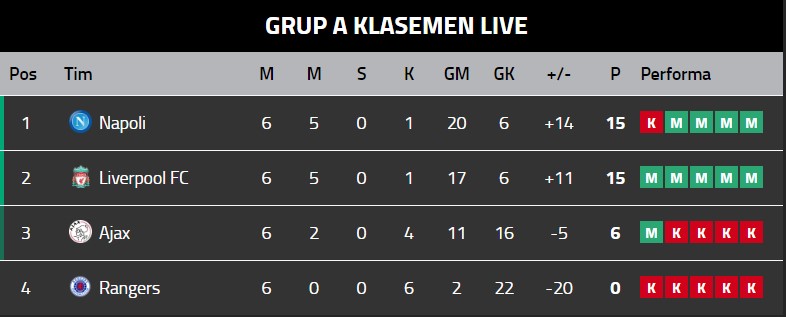 GRUP A KLASEMEN LIVE
Pos Tim M M S K GM GK +/- P Performa
1 Napoli 6 5 0 1 20 6 +14 15 K M M M M
2 Liverpool FC 6 5 0 1 17 6 +11 15 M M M M M
3 Ajax 6 2 0 4 11 16 -5 6 M K K K K
4 Rangers 6 0 0 6 2 22 -20 0 K K K K K